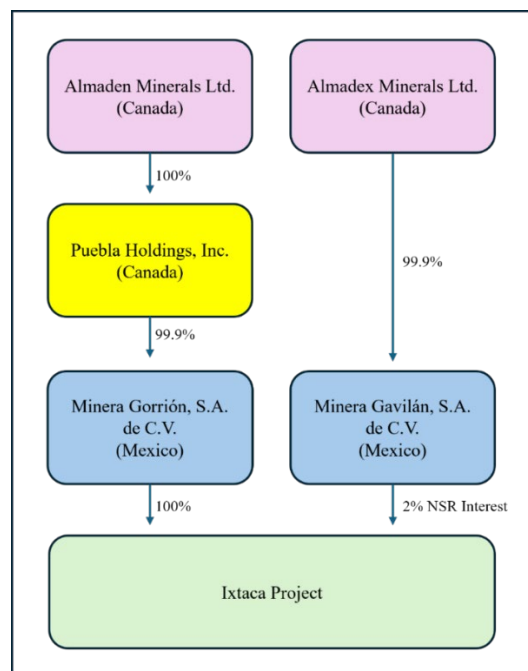 Almaden Minerals Ltd.
(Canada)
Almadex Minerals Ltd.
(Canada)
100%
Puebla Holdings, Inc.
(Canada)
99.9%
99.9%
Minera Gorrión, S.A.
de C.V.
(Mexico)
Minera Gavilán, S.A.
de C.V.
(Mexico)
100%
2% NSR Interest
Ixtaca Project